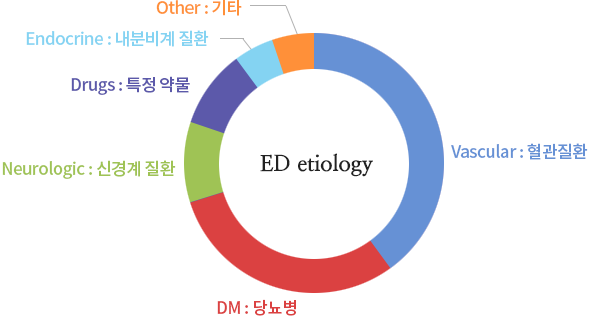 Other : 기타
Endocrine : 내분비계 질환
Drugs : 특정 약물
Vascular : 혈관질환
ED etiology
Neurologic : 신경계 질환
DM : 당뇨병